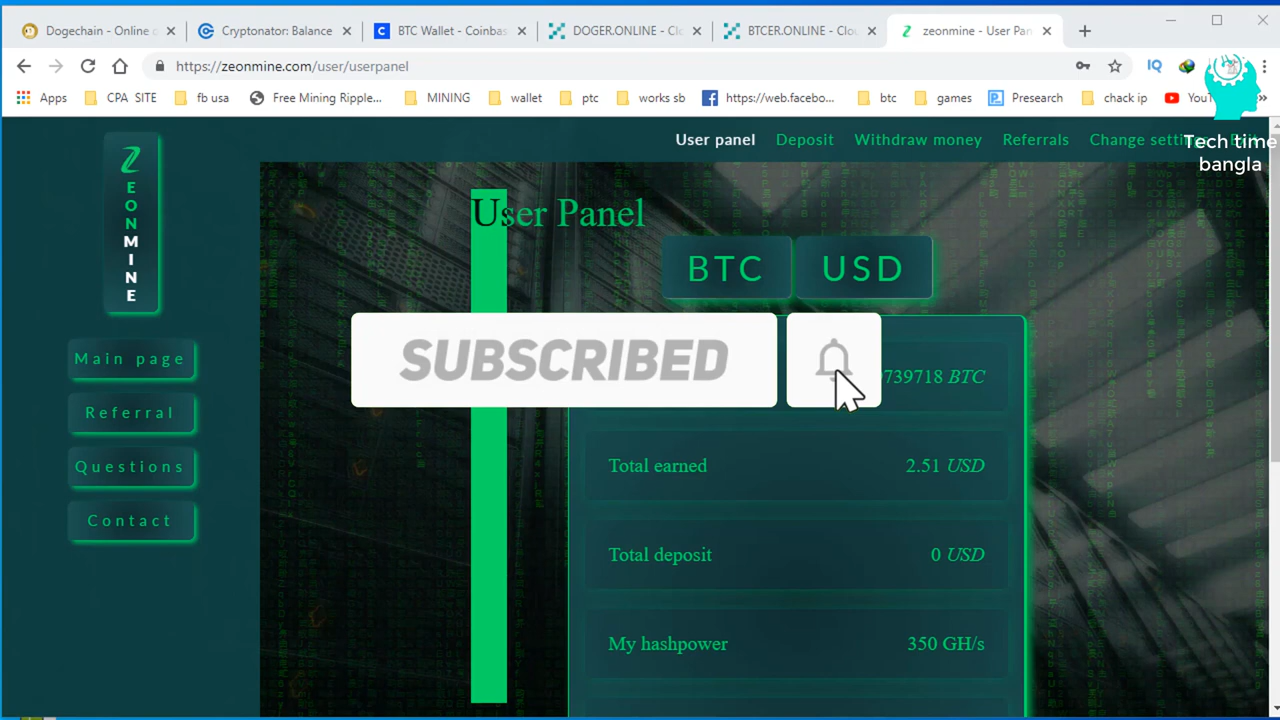 Dogechain - Online
Cryptonator: Balance
BTC Wallet - Coinbas
DOGER.ONLINE - Clo
BTCER.ONLINE - Clou
zeonmine - User Pan
https://zeonmine.com/user/userpanel
IQ
Apps
CPA SITE
fb usa
Free Mining Ripple...
MINING
wallet
ptc
works sb
https://web.facebo...
btc
games
Presearch
chack ip
Tech time
bangla
User panel
Deposit
Withdraw money
Referrals
Change
ZEONMINE
Main page
Referral
Questions
Contact
User Panel
BTC
USD
SUBSCRIBED
739718 BTC
Total earned
2.51 USD
Total deposit
0 USD
My hashpower
350 GH/s